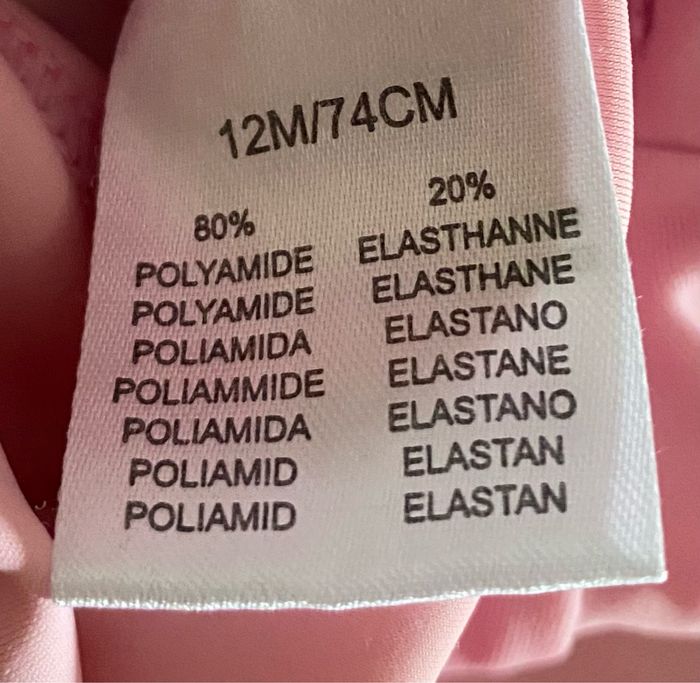 12M/74CM
80% 20%
POLYAMIDE ELASTHANNE
POLYAMIDE ELASTHANE
POLIAMIDA ELASTANO
POLIAMMIDE ELASTANE
POLIAMIDA ELASTANO
POLIAMID ELASTAN
POLIAMID ELASTAN